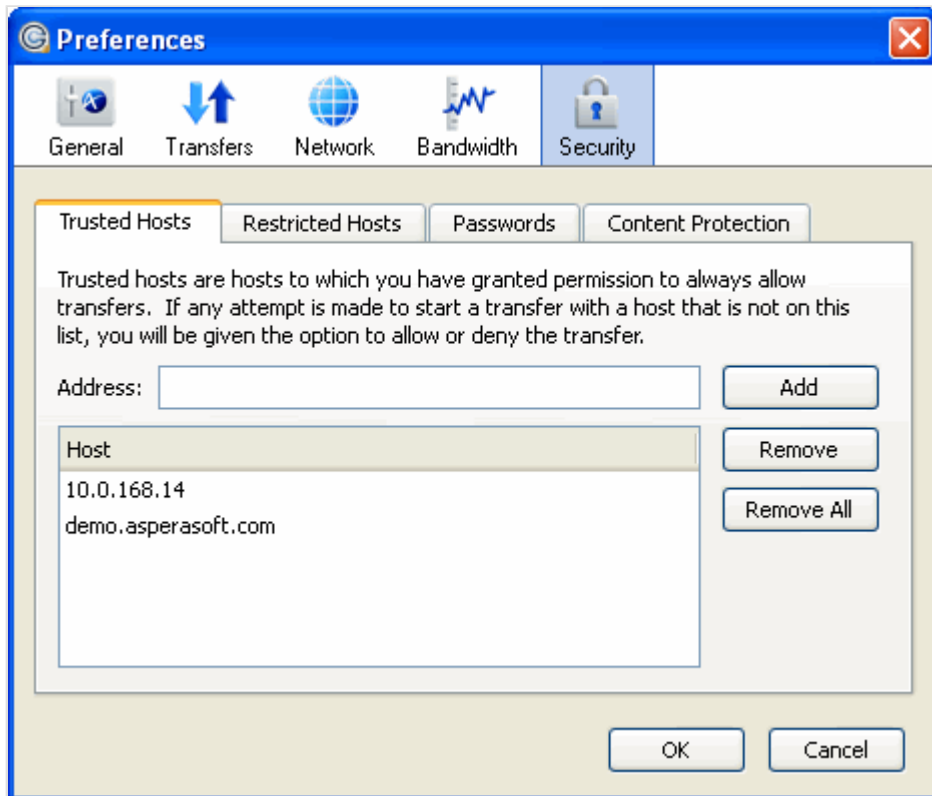 Preferences
General Transfers Network Bandwidth Security
Trusted Hosts Restricted Hosts Passwords Content Protection
Trusted hosts are hosts to which you have granted permission to always allow
transfers. If any attempt is made to start a transfer with a host that is not on this
list, you will be given the option to allow or deny the transfer.
Address: Add
Host Remove
10.0.168.14
Remove All
demo.asperasoft.com
OK Cancel